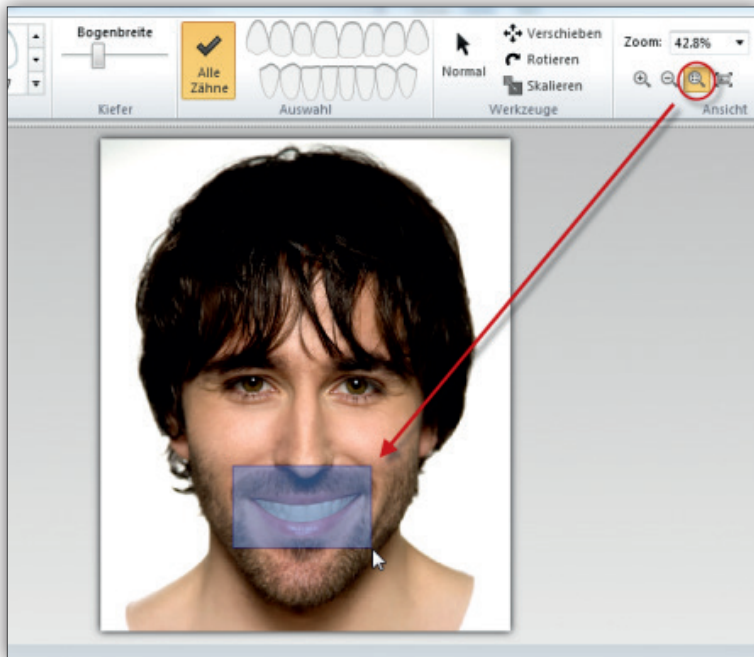 Bogenbreite
Kiefer
Alle
Zähne
Auswahl
Normal
Verschieben
Rotieren
Skalieren
Werkzeuge
Zoom: 42.8%
Ansicht